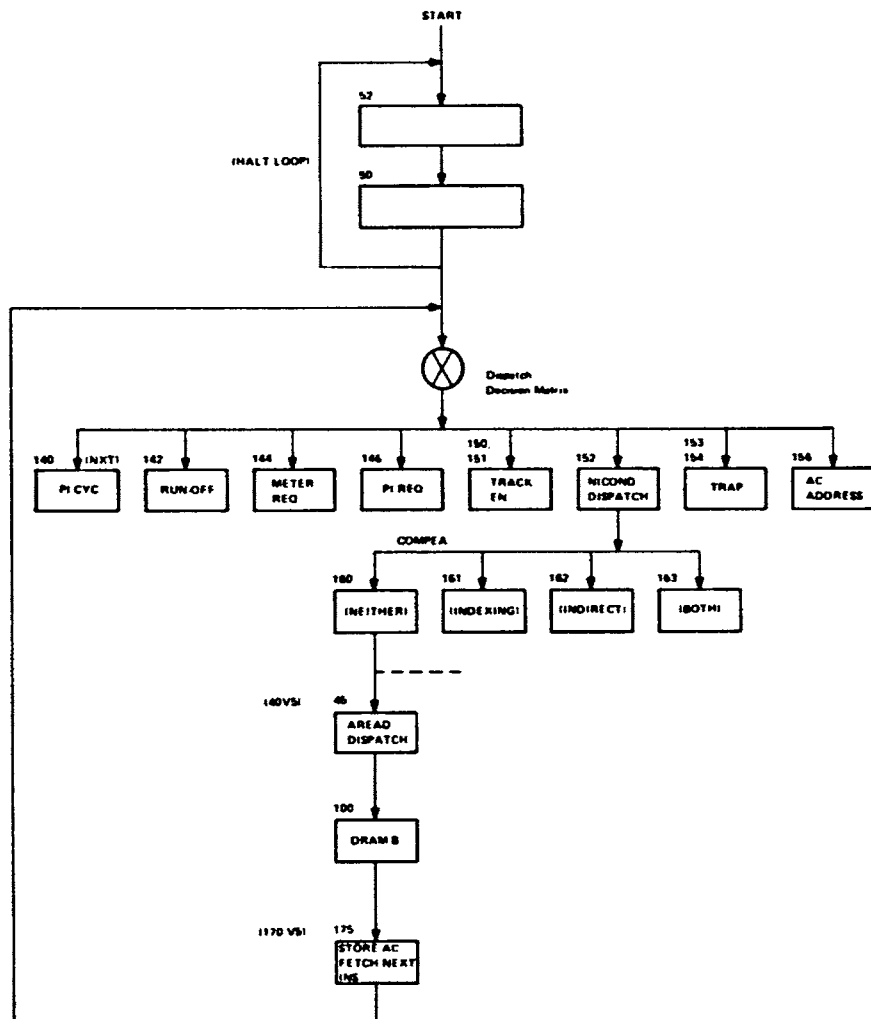 START
52
(HALT LOOP)
50
Dispatch
Decision Matrix
140
(NXT)
PI CYC
142
RUN-OFF
144
METER
REQ
146
PI REQ
150,
151
TRACK
EN
152
NICOND
DISPATCH
153
154
TRAP
156
AC
ADDRESS
COMPEA
160
(NEITHER)
161
(INDEXING)
162
(INDIRECT)
163
(BOTH)
(40 VS)
46
AREAD
DISPATCH
100
DRAM B
(170 VS)
175
STORE AC
FETCH NEXT
INS